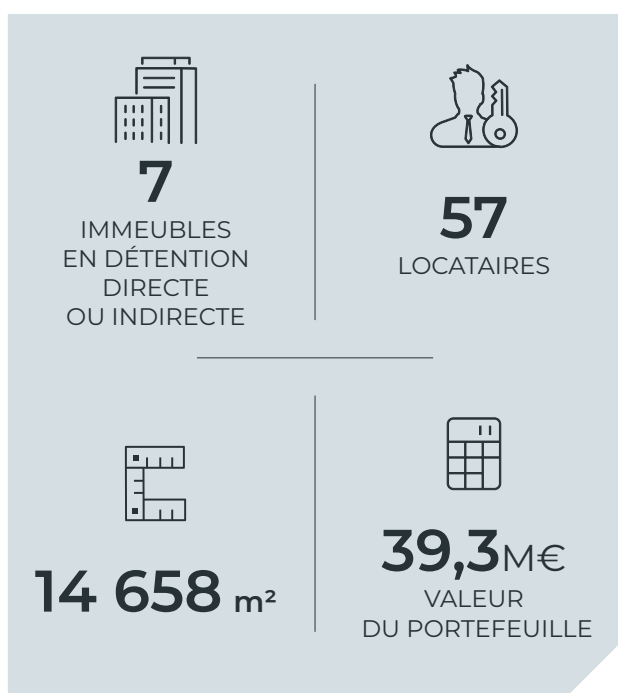 7
IMMEUBLES
EN DÉTENTION
DIRECTE
OU INDIRECTE
57
LOCATAIRES
14 658 m²
39,3M€
VALEUR
DU PORTEFEUILLE